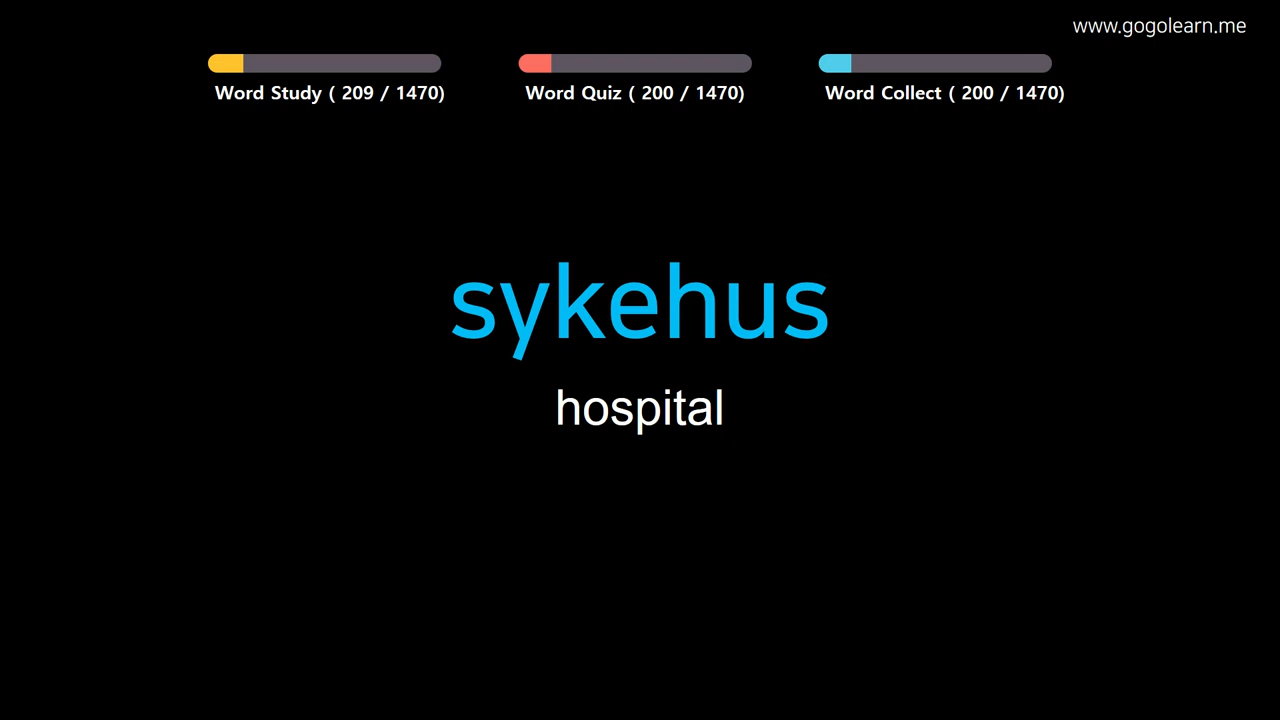 www.gogolearn.me
Word Study ( 209 / 1470)
Word Quiz ( 200 / 1470)
Word Collect ( 200 / 1470)
sykehus
hospital